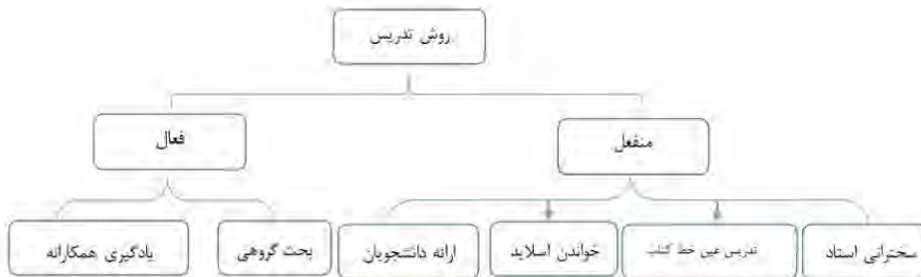 روش تدریس
منفعل
فعال
سخنرانی استاد
تدریس عین خط کتاب
خواندن اسلاید
ارائه دانشجویان
بحث گروهی
یادگیری همکارانه